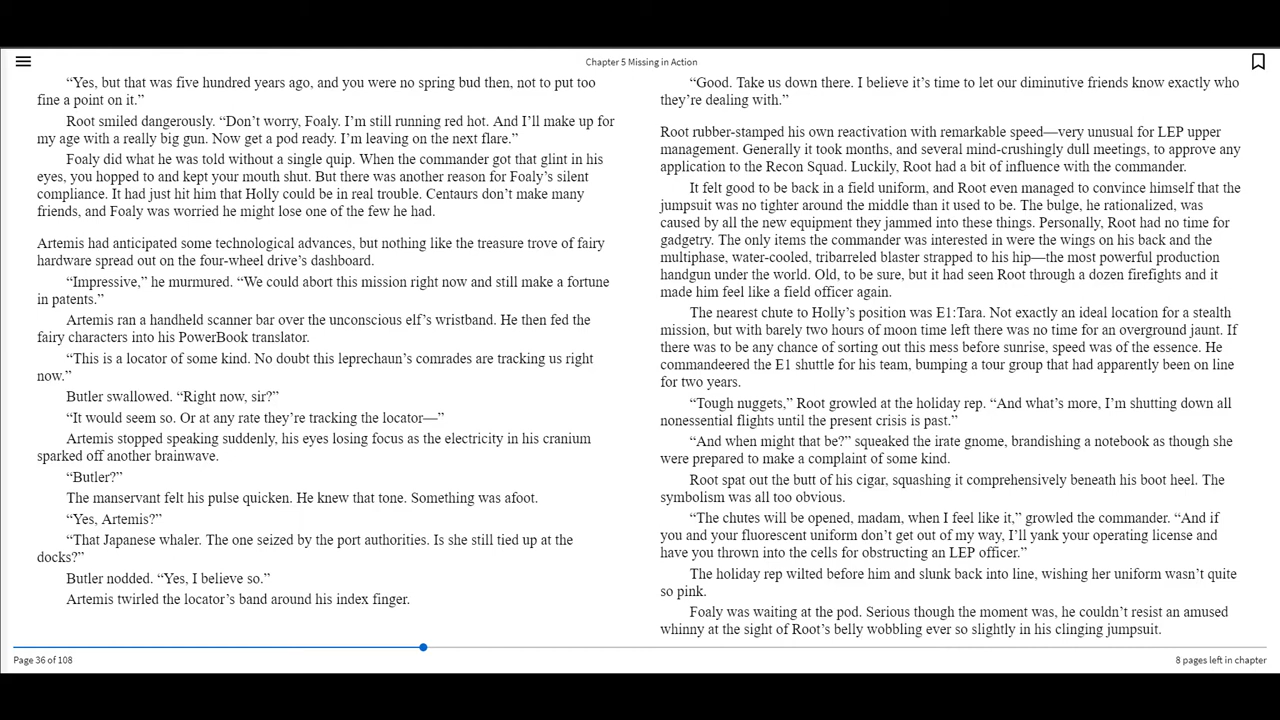 Chapter 5 Missing in Action
“Yes, but that was five hundred years ago, and you were no spring bud then, not to put too
fine a point on it.”
Root smiled dangerously. “Don’t worry, Foaly. I’m still running red hot. And I’ll make up for
my age with a really big gun. Now get a pod ready. I’m leaving on the next flare.”
Foaly did what he was told without a single quip. When the commander got that glint in his
eyes, you hopped to and kept your mouth shut. But there was another reason for Foaly’s silent
compliance. It had just hit him that Holly could be in real trouble. Centaurs don’t make many
friends, and Foaly was worried he might lose one of the few he had.
Artemis had anticipated some technological advances, but nothing like the treasure trove of fairy
hardware spread out on the four-wheel drive’s dashboard.
“Impressive,” he murmured. “We could abort this mission right now and still make a fortune
in patents.”
Artemis ran a handheld scanner bar over the unconscious elf’s wristband. He then fed the
fairy characters into his PowerBook translator.
“This is a locator of some kind. No doubt this leprechaun’s comrades are tracking us right
now.”
Butler swallowed. “Right now, sir?”
“It would seem so. Or at any rate they’re tracking the locator—”
Artemis stopped speaking suddenly, his eyes losing focus as the electricity in his cranium
sparked off another brainwave.
“Butler?”
The manservant felt his pulse quicken. He knew that tone. Something was afoot.
“Yes, Artemis?”
“That Japanese whaler. The one seized by the port authorities. Is she still tied up at the
docks?”
Butler nodded. “Yes, I believe so.”
Artemis twirled the locator’s band around his index finger.
“Good. Take us down there. I believe it’s time to let our diminutive friends know exactly who
they’re dealing with.”
Root rubber-stamped his own reactivation with remarkable speed—very unusual for LEP upper
management. Generally it took months, and several mind-crushingly dull meetings, to approve any
application to the Recon Squad. Luckily, Root had a bit of influence with the commander.
It felt good to be back in a field uniform, and Root even managed to convince himself that the
jumpsuit was no tighter around the middle than it used to be. The bulge, he rationalized, was
caused by all the new equipment they jammed into these things. Personally, Root had no time for
gadgetry. The only items the commander was interested in were the wings on his back and the
multiphase, water-cooled, tribarreled blaster strapped to his hip—the most powerful production
handgun under the world. Old, to be sure, but it had seen Root through a dozen firefights and it
made him feel like a field officer again.
The nearest chute to Holly’s position was E1:Tara. Not exactly an ideal location for a stealth
mission, but with barely two hours of moon time left there was no time for an overground jaunt. If
there was to be any chance of sorting out this mess before sunrise, speed was of the essence. He
commandeered the E1 shuttle for his team, bumping a tour group that had apparently been on line
for two years.
“Tough nuggets,” Root growled at the holiday rep. “And what’s more, I’m shutting down all
nonessential flights until the present crisis is past.”
“And when might that be?” squeaked the irate gnome, brandishing a notebook as though she
were prepared to make a complaint of some kind.
Root spat out the butt of his cigar, squashing it comprehensively beneath his boot heel. The
symbolism was all too obvious.
“The chutes will be opened, madam, when I feel like it,” growled the commander. “And if
you and your fluorescent uniform don’t get out of my way, I’ll yank your operating license and
have you thrown into the cells for obstructing an LEP officer.”
The holiday rep wilted before him and slunk back into line, wishing her uniform wasn’t quite
so pink.
Foaly was waiting at the pod. Serious though the moment was, he couldn’t resist an amused
whinny at the sight of Root’s belly wobbling ever so slightly in his clinging jumpsuit.
Page 36 of 108
8 pages left in chapter